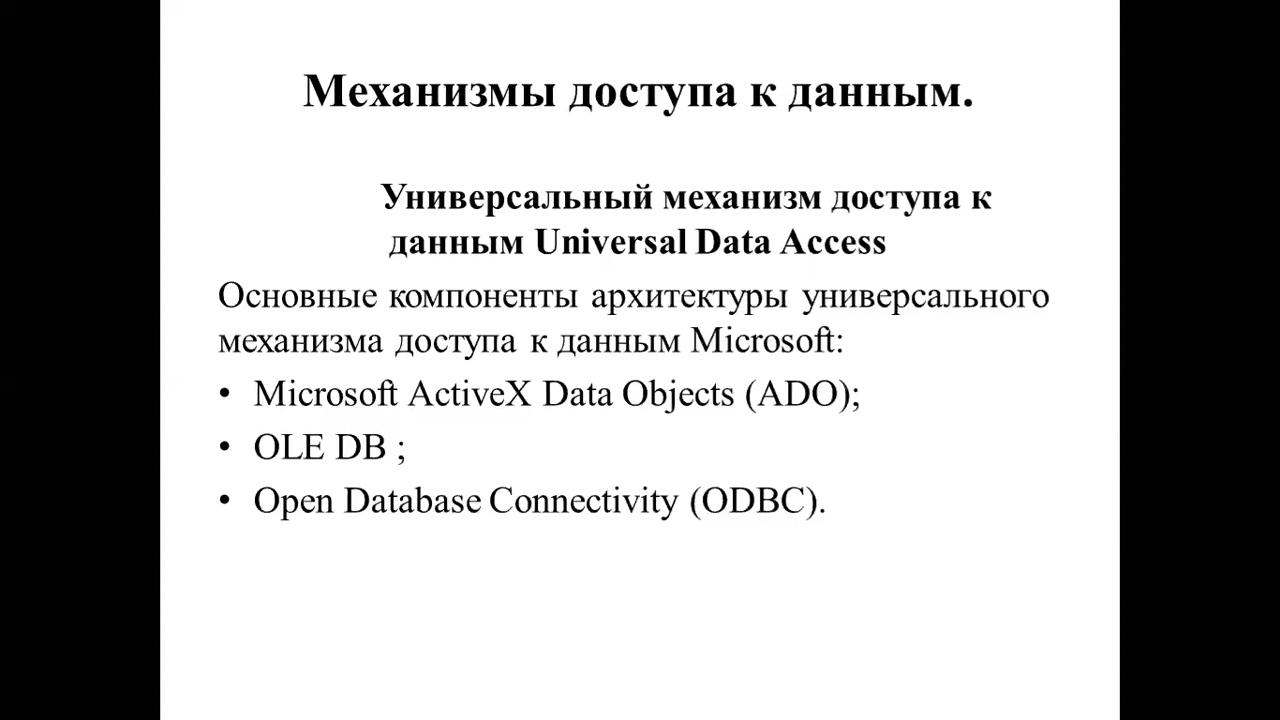 Механизмы доступа к данным.
Универсальный механизм доступа к
данным Universal Data Access
Основные компоненты архитектуры универсального
механизма доступа к данным Microsoft:
• Microsoft ActiveX Data Objects (ADO);
• OLE DB ;
• Open Database Connectivity (ODBC).